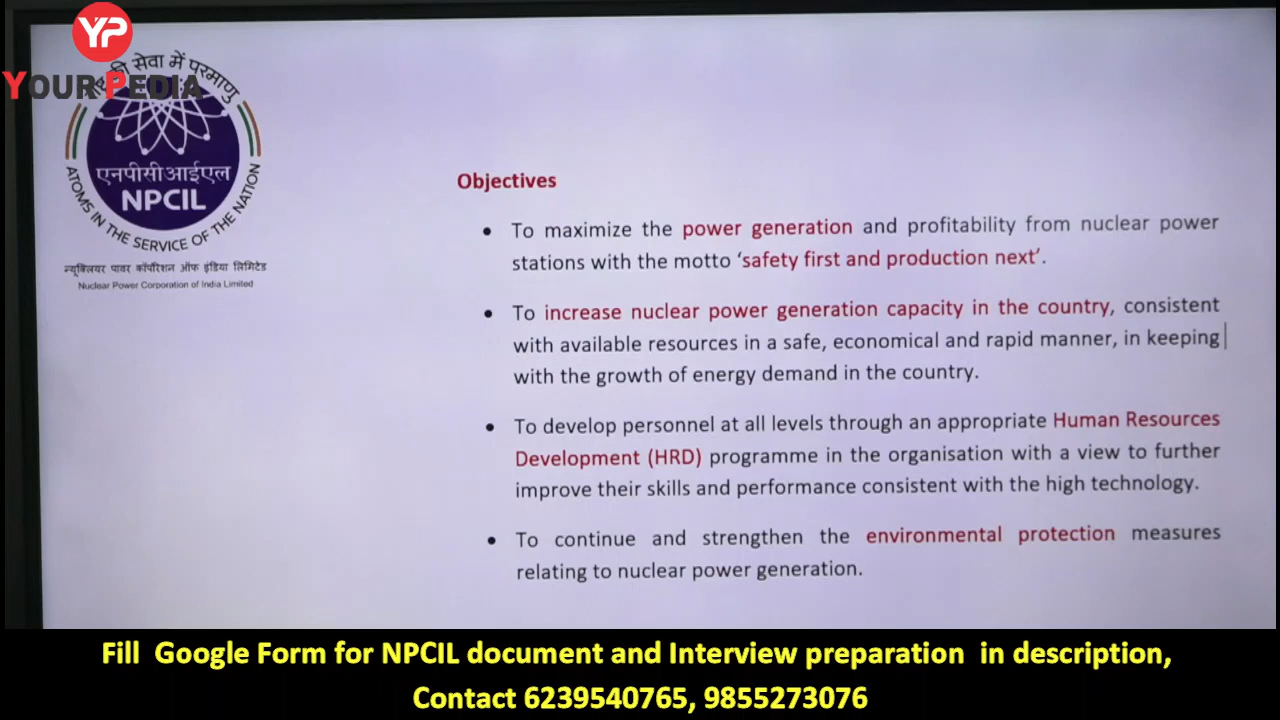 YP
YOUR PEDIA
की सेवा में परमाणु
एनपीसीआईएल
NPCIL
ATOMS IN THE SERVICE OF THE NATION
न्यूक्लियर पावर कॉर्पोरेशन ऑफ इंडिया लिमिटेड
Nuclear Power Corporation of India Limited
Objectives
• To maximize the power generation and profitability from nuclear power
stations with the motto ‘safety first and production next’.
• To increase nuclear power generation capacity in the country, consistent
with available resources in a safe, economical and rapid manner, in keeping
with the growth of energy demand in the country.
• To develop personnel at all levels through an appropriate Human Resources
Development (HRD) programme in the organisation with a view to further
improve their skills and performance consistent with the high technology.
• To continue and strengthen the environmental protection measures
relating to nuclear power generation.
Fill Google Form for NPCIL document and Interview preparation in description,
Contact 6239540765, 9855273076